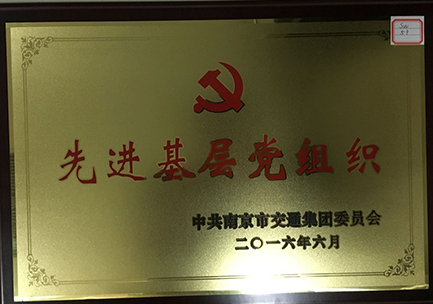 先进基层党组织
中共南京市交通集团委员会
二〇一六年六月